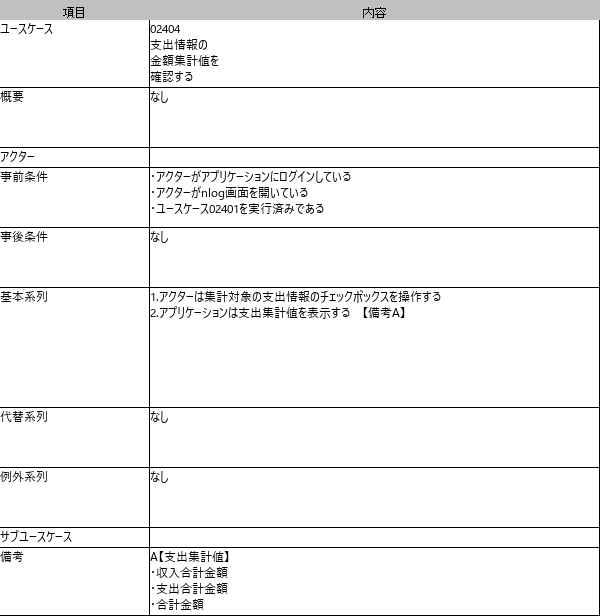 項目 内容
ユースケース 02404
支出情報の
金額集計値を
確認する
概要 なし
アクター
事前条件 ・アクターがアプリケーションにログインしている
・アクターがnlog画面を開いている
・ユースケース02401を実行済みである
事後条件 なし
基本系列 1.アクターは集計対象の支出情報のチェックボックスを操作する
2.アプリケーションは支出集計値を表示する 【備考A】
代替系列 なし
例外系列 なし
サブユースケース
備考 A【支出集計値】
・収入合計金額
・支出合計金額
・合計金額